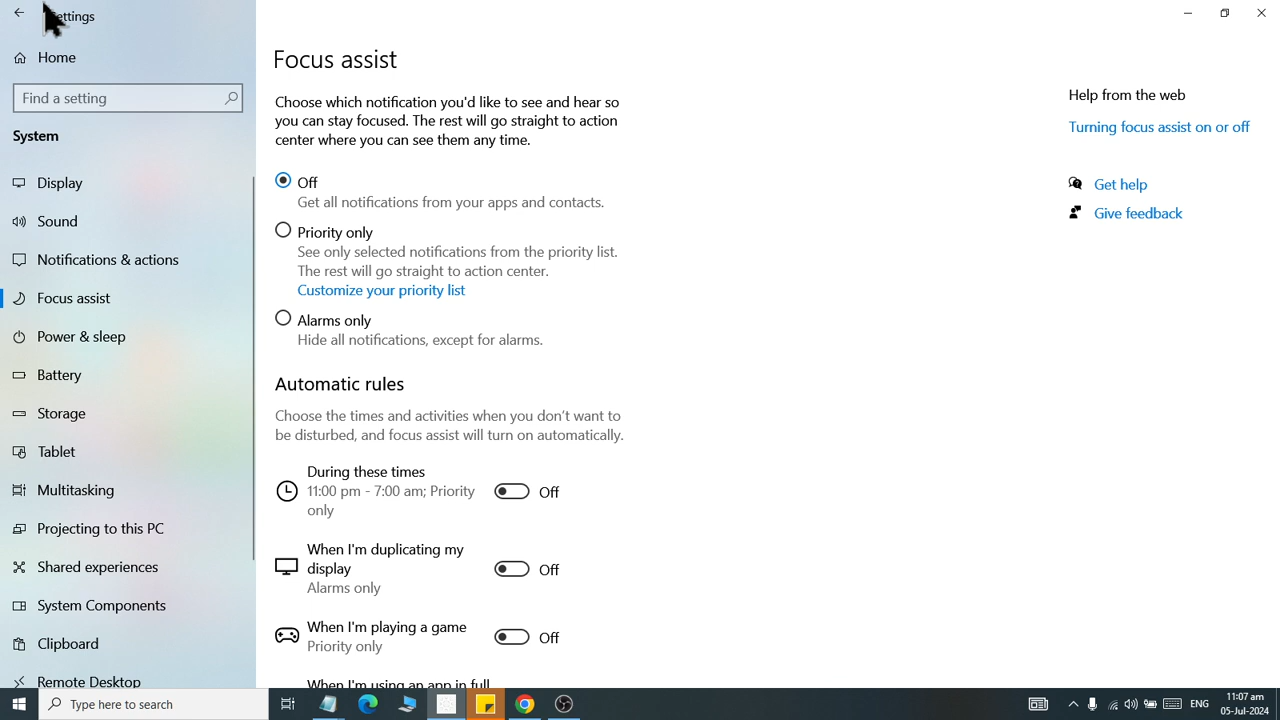 ettings
Home
Find a setting
System
Display
Sound
Notifications & actions
Focus assist
Power & sleep
Battery
Storage
Tablet
Multitasking
Projecting to this PC
Shared experiences
System Components
Clipboard
Remote Desktop
Focus assist
Choose which notification you'd like to see and hear so
you can stay focused. The rest will go straight to action
center where you can see them any time.
Off
Get all notifications from your apps and contacts.
Priority only
See only selected notifications from the priority list.
The rest will go straight to action center.
Customize your priority list
Alarms only
Hide all notifications, except for alarms.
Automatic rules
Choose the times and activities when you don't want to
be disturbed, and focus assist will turn on automatically.
During these times
11:00 pm - 7:00 am; Priority
only
Off
When I'm duplicating my
display
Alarms only
Off
When I'm playing a game
Priority only
Off
When I'm using an app in full
Help from the web
Turning focus assist on or off
Get help
Give feedback
Type here to search
ENG
11:07 am
05-Jul-2024